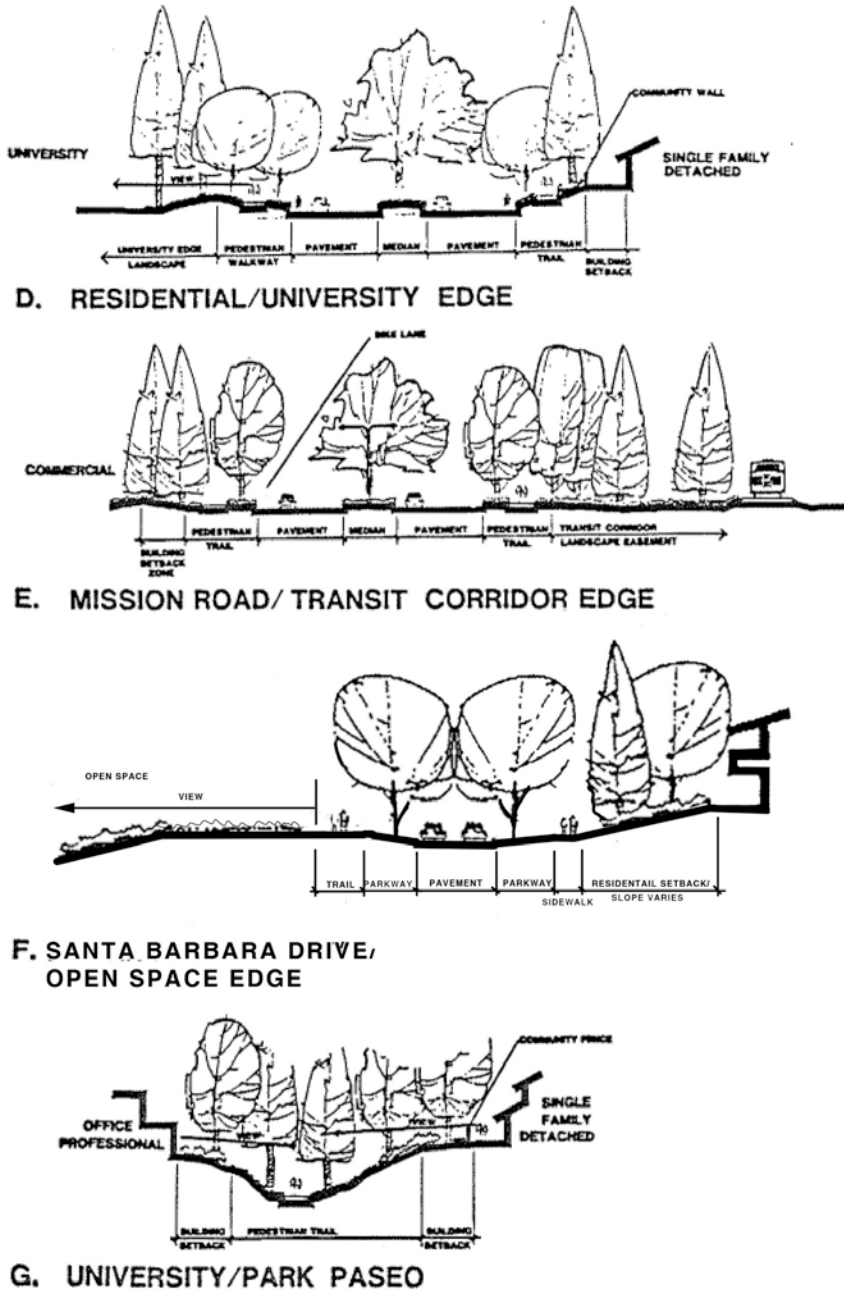 COMMUNITY WALL
UNIVERSITY
SINGLE FAMILY
DETACHED
VIEW
UNIVERSITY EDGE
LANDSCAPE
PEDESTRIAN
WALKWAY
PAVEMENT
MEDIAN
PAVEMENT
PEDESTRIAN
TRAIL
BUILDING
SETBACK
D. RESIDENTIAL/UNIVERSITY EDGE
BIKE LANE
COMMERCIAL
BUILDING
SETBACK
ZONE
PEDESTRIAN
TRAIL
PAVEMENT
MEDIAN
PAVEMENT
PEDESTRIAN
TRAIL
TRANSIT CORRIDOR
LANDSCAPE EASEMENT
E. MISSION ROAD/ TRANSIT CORRIDOR EDGE
OPEN SPACE
VIEW
TRAIL
PARKWAY
PAVEMENT
PARKWAY
SIDEWALK
RESIDENTAIL SETBACK/
SLOPE VARIES
F. SANTA BARBARA DRIVE/
OPEN SPACE EDGE
COMMUNITY FENCE
OFFICE
PROFESSIONAL
VIEW
VIEW
SINGLE
FAMILY
DETACHED
BUILDING
SETBACK
PEDESTRIAN TRAIL
BUILDING
SETBACK
G. UNIVERSITY/PARK PASEO